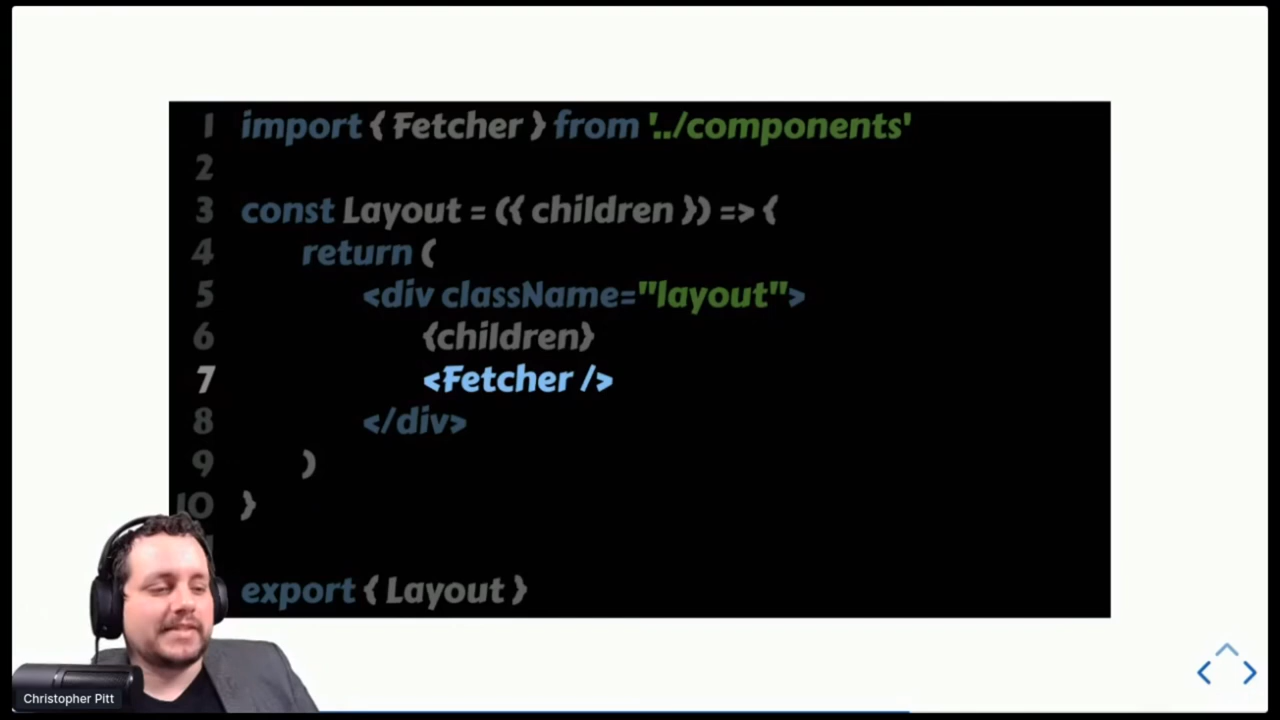 1 import { Fetcher } from '../components'
2
3 const Layout = ({ children }) => {
4 return (
5 <div className="layout">
6 {children}
7 <Fetcher />
8 </div>
9 )
10 }
export { Layout }
Christopher Pitt